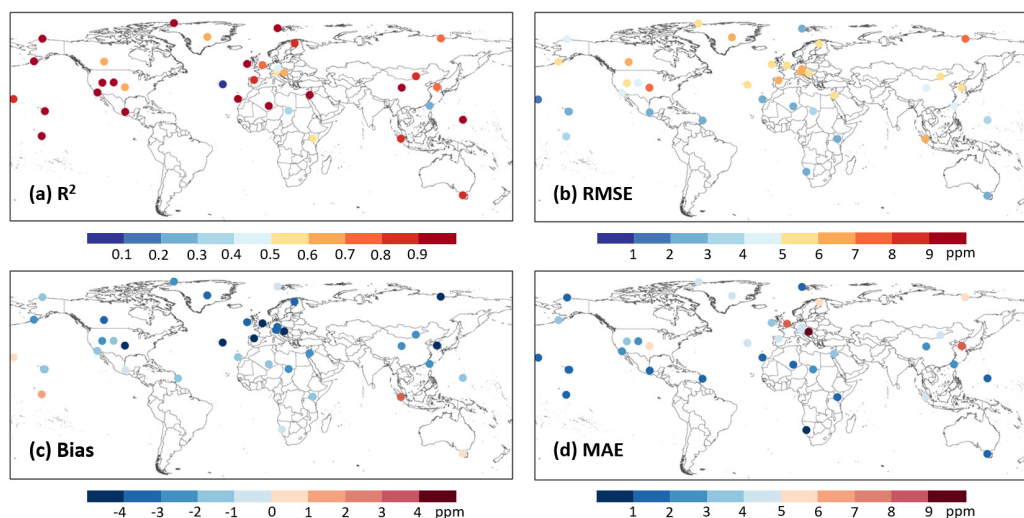 (a) R²
(b) RMSE
0.1 0.2 0.3 0.4 0.5 0.6 0.7 0.8 0.9
1 2 3 4 5 6 7 8 9 ppm
(c) Bias
(d) MAE
-4 -3 -2 -1 0 1 2 3 4 ppm
1 2 3 4 5 6 7 8 9 ppm